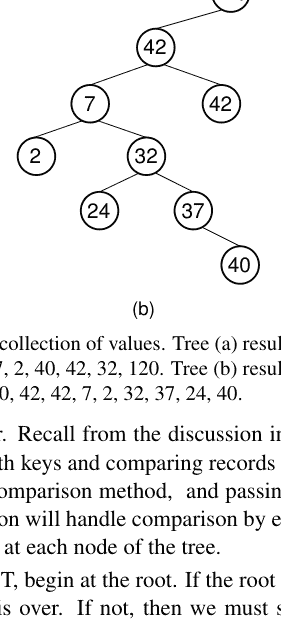 42
7
42
2
32
24
37
40
(b)
collection of values. Tree (a) resul
7, 2, 40, 42, 32, 120. Tree (b) resul
0, 42, 42, 7, 2, 32, 37, 24, 40.
r. Recall from the discussion in
th keys and comparing records
omparison method, and passin
on will handle comparison by e
at each node of the tree.
T, begin at the root. If the root
is over. If not, then we must s